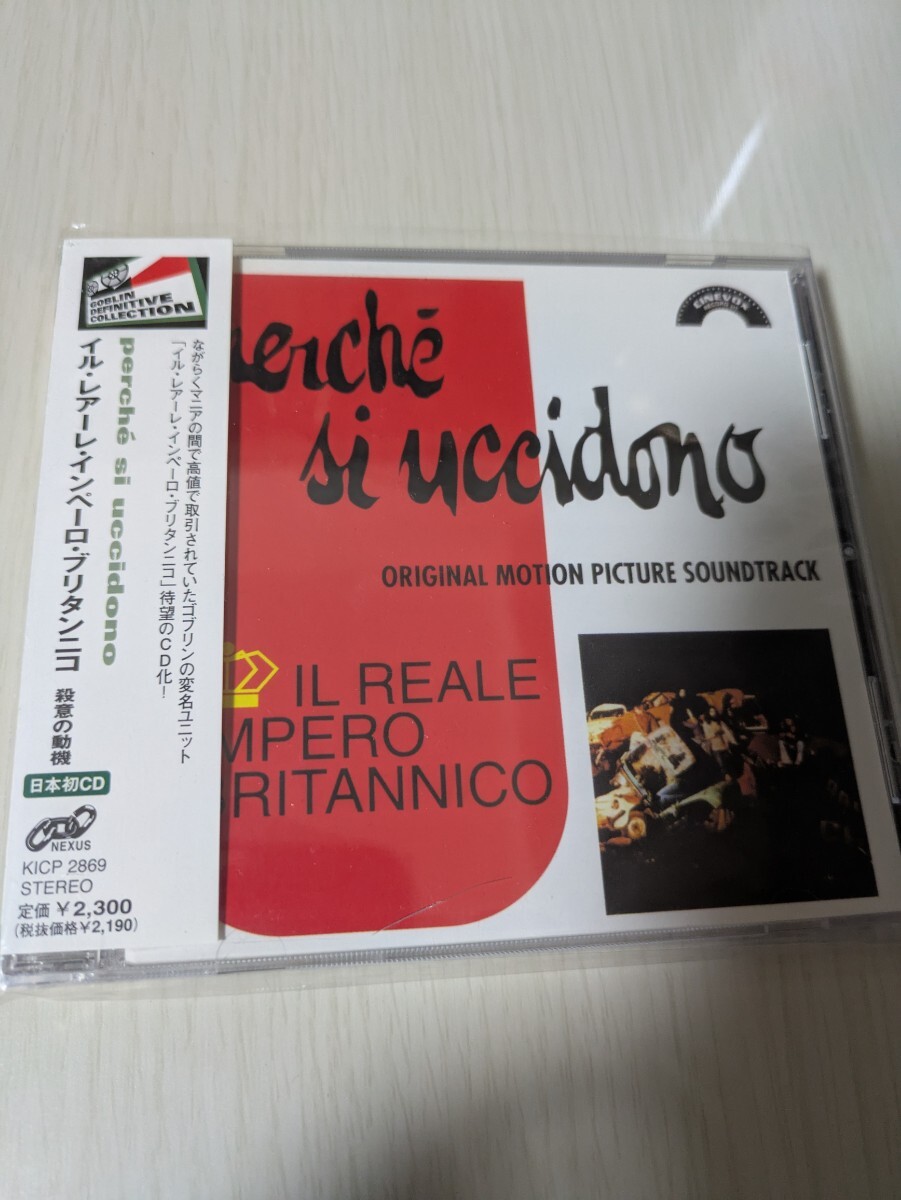 GOBLIN
DEFINITIVE
COLLECTION
perché si uccidono
イル・レアーレ・インペーロ・ブリタンニコ 殺意の動機
ながらくマニアの間で高値で取引されていたゴブリンの変名ユニット
「イル・レアーレ・インペーロ・ブリタンニコ」待望のCD化!
日本初CD
NEXUS
KICP 2869
STEREO
定価 ¥2,300
(税抜価格¥2,190)
CINEVOX
erché
si uccidono
ORIGINAL MOTION PICTURE SOUNDTRACK
IL REALE
MPERO
RITANNICO